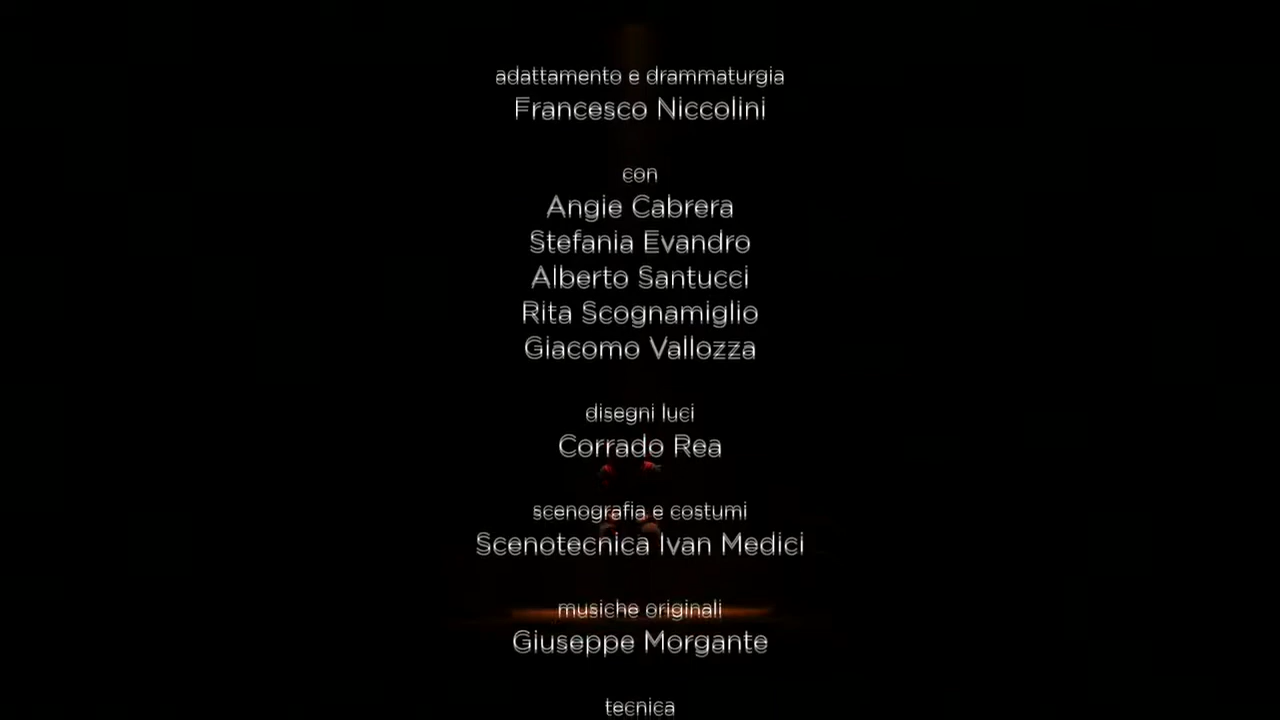 adattamento e drammaturgia
Francesco Niccolini
con
Angie Cabrera
Stefania Evandro
Alberto Santucci
Rita Scognamiglio
Giacomo Vallozza
disegni luci
Corrado Rea
scenografia e costumi
Scenotecnica Ivan Medici
musiche originali
Giuseppe Morgante
tecnica